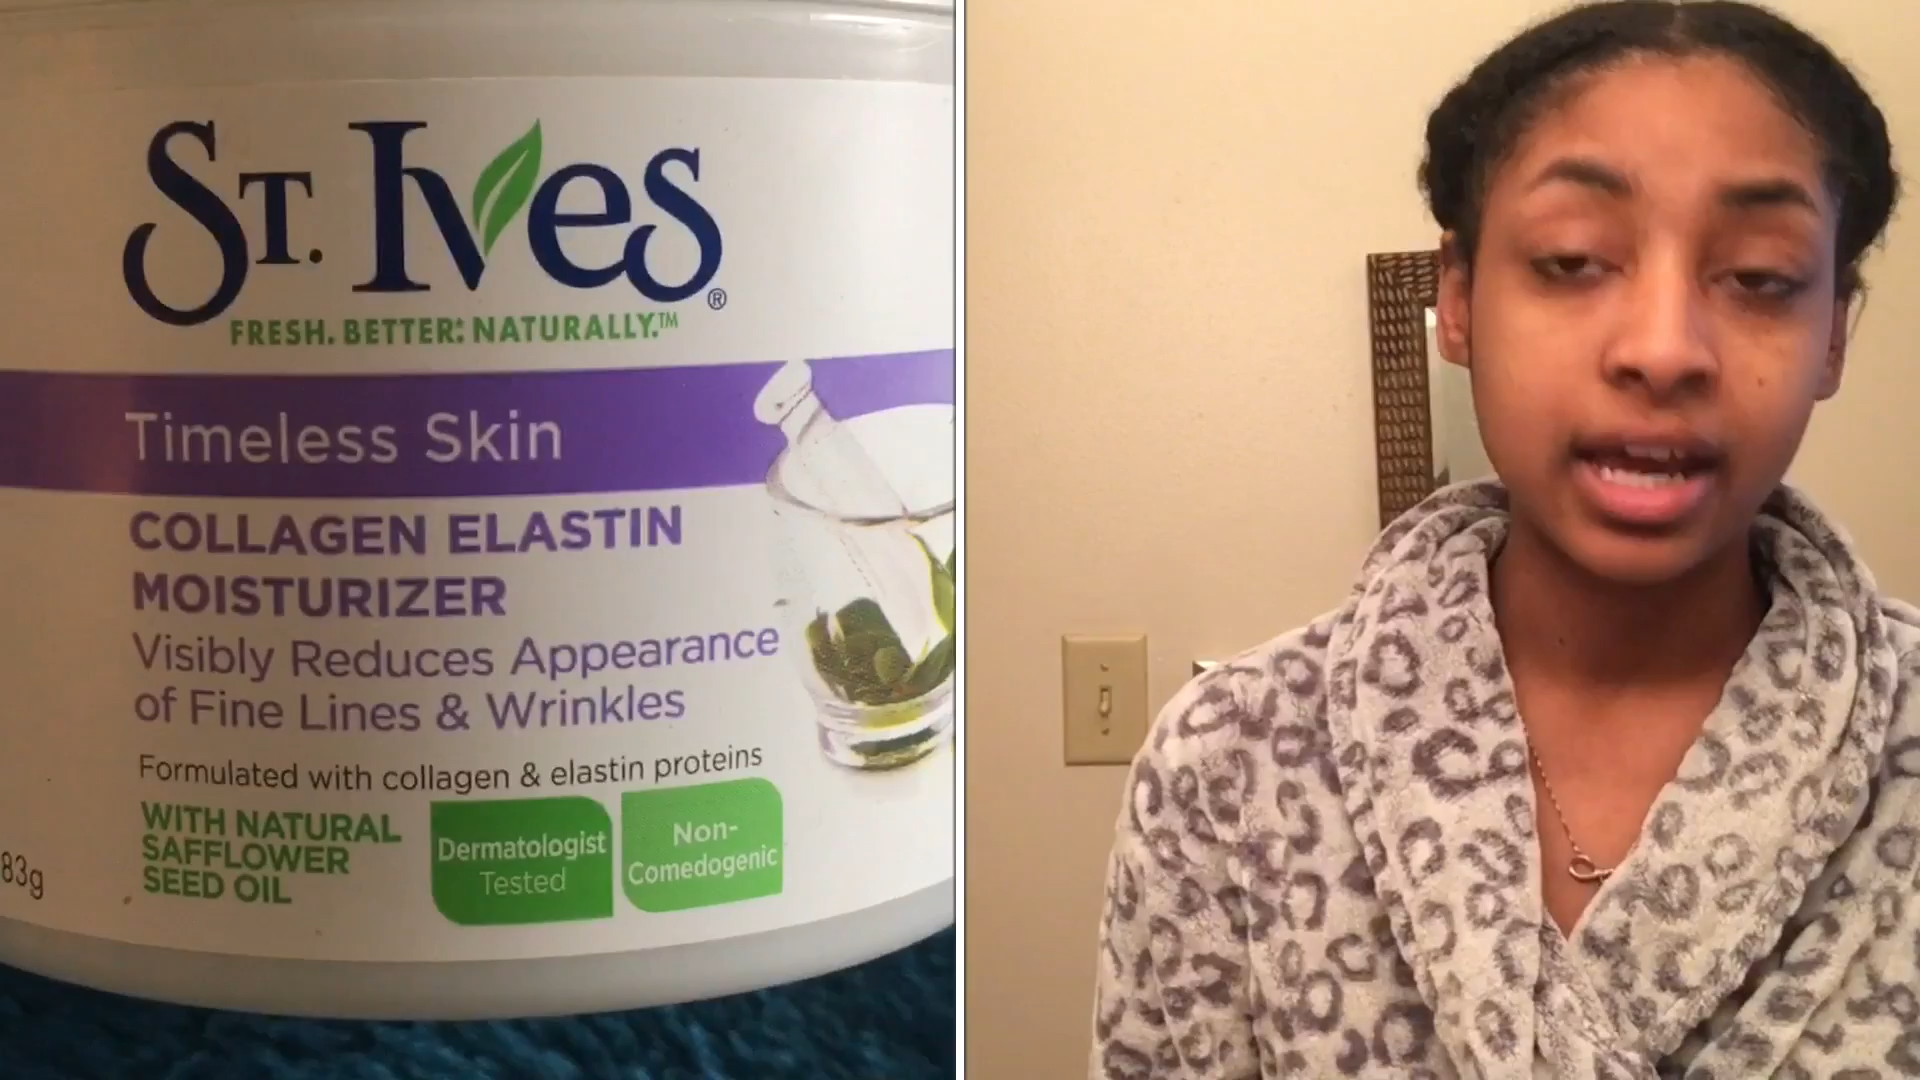 St. Ives®
FRESH. BETTER. NATURALLY.™
Timeless Skin
COLLAGEN ELASTIN
MOISTURIZER
Visibly Reduces Appearance
of Fine Lines & Wrinkles
Formulated with collagen & elastin proteins
WITH NATURAL
SAFFLOWER
SEED OIL
Dermatologist
Tested
Non-
Comedogenic
83g